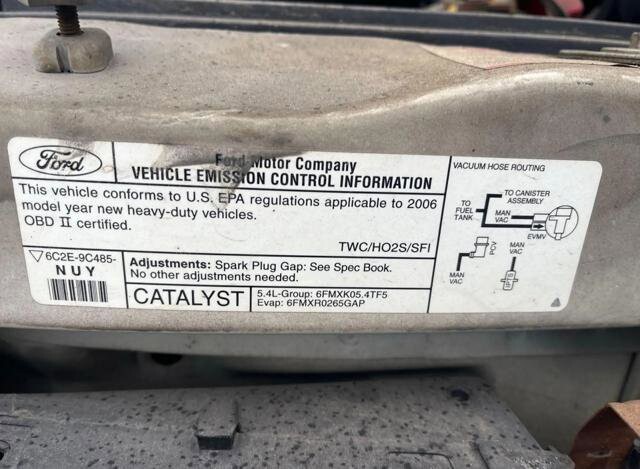 Ford
Ford Motor Company
VEHICLE EMISSION CONTROL INFORMATION
This vehicle conforms to U.S. EPA regulations applicable to 2006
model year new heavy-duty vehicles.
OBD II certified.
TWC/HO2S/SFI
6C2E-9C485-
NUY
Adjustments: Spark Plug Gap: See Spec Book.
No other adjustments needed.
CATALYST
5.4L-Group: 6FMXK05.4TF5
Evap: 6FMXR0265GAP
VACUUM HOSE ROUTING
TO CANISTER
ASSEMBLY
TO
FUEL
TANK
MAN
VAC
EVMV
PCV
MAN
VAC
MAN
VAC